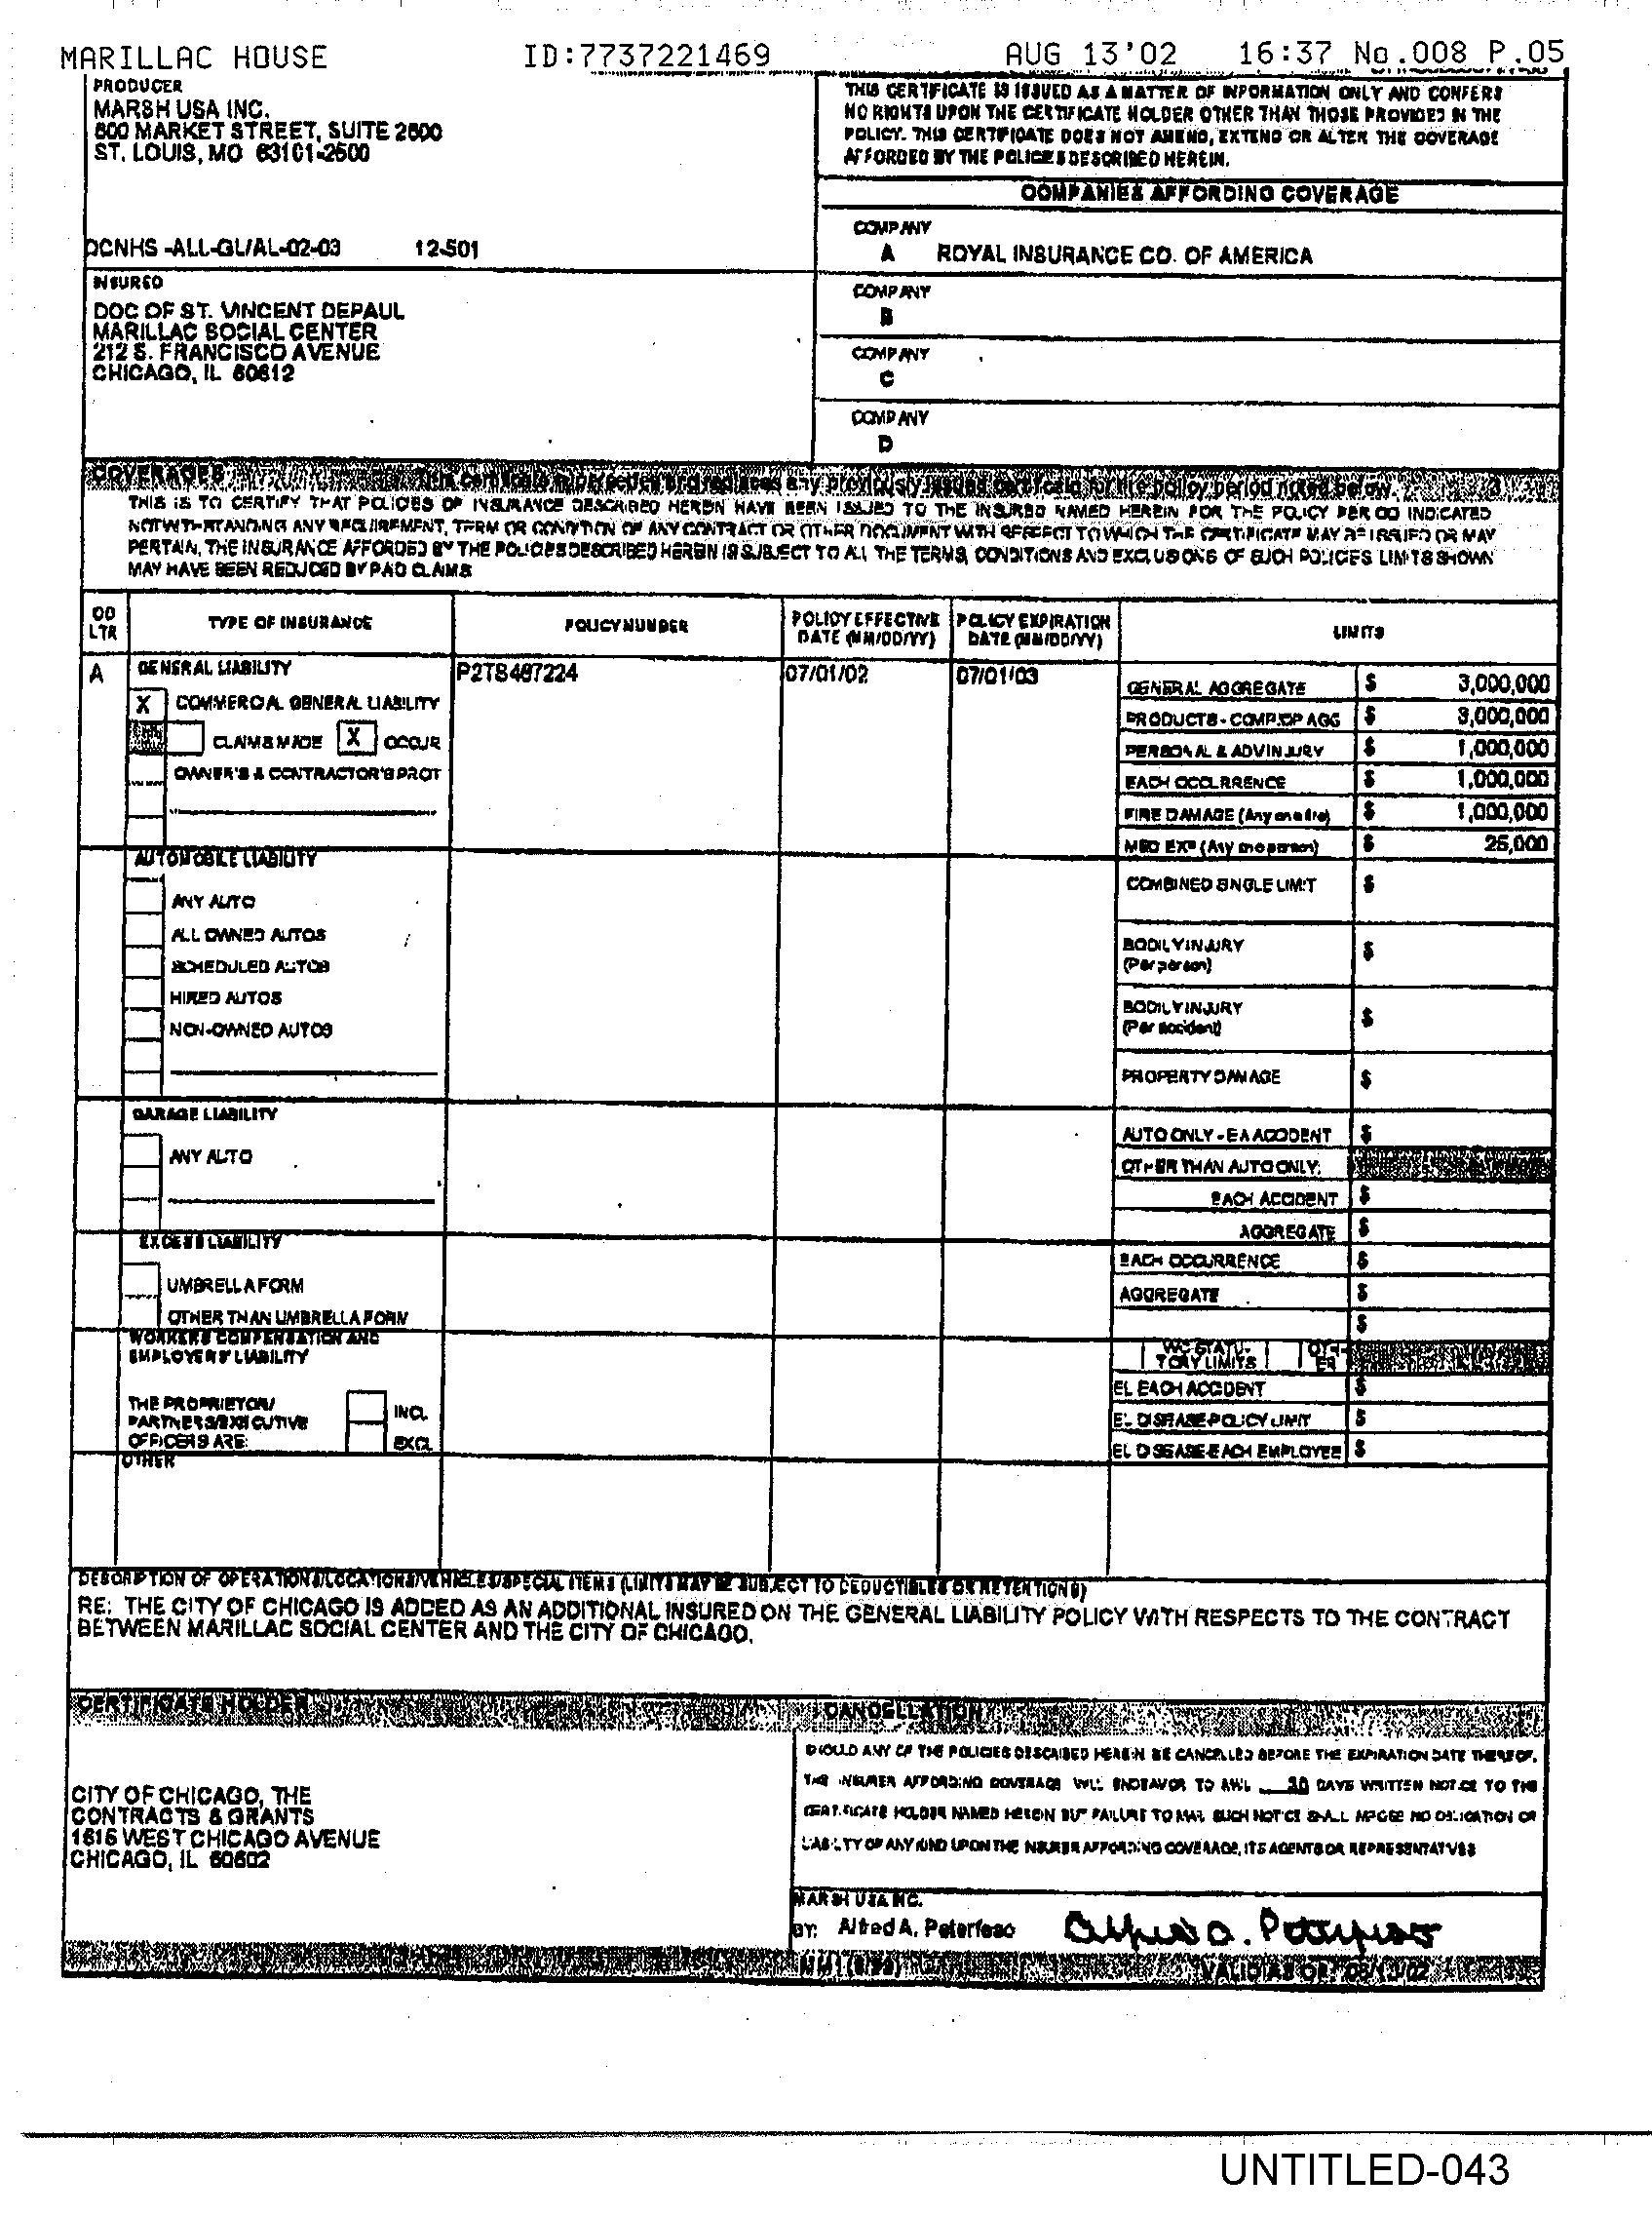 MARILLAC HOUSE ID:7737221469 AUG 13'02 16:37 No.008 P.05
PRODUCER
MARSH USA INC.
800 MARKET STREET, SUITE 2600
ST. LOUIS, MO 63101-2500
THIS CERTIFICATE IS ISSUED AS A MATTER OF INFORMATION ONLY AND CONFERS
NO RIGHTS UPON THE CERTIFICATE HOLDER OTHER THAN THOSE PROVIDED IN THE
POLICY. THIS CERTIFICATE DOES NOT AMEND, EXTEND OR ALTER THE COVERAGE
AFFORDED BY THE POLICIES DESCRIBED HEREIN.
COMPANIES AFFORDING COVERAGE
COMPANY
A ROYAL INSURANCE CO. OF AMERICA
DCNHS -ALL-GL/AL-02-03 12-501
INSURED
DOC OF ST. VINCENT DEPAUL
MARILLAC SOCIAL CENTER
212 S. FRANCISCO AVENUE
CHICAGO, IL 60612
COMPANY
B
COMPANY
C
COMPANY
D
COVERAGES This certificate supersedes and replaces any previously issued certificate for the policy period noted below.
THIS IS TO CERTIFY THAT POLICIES OF INSURANCE DESCRIBED HEREIN HAVE BEEN ISSUED TO THE INSURED NAMED HEREIN FOR THE POLICY PERIOD INDICATED
NOTWITHSTANDING ANY REQUIREMENT, TERM OR CONDITION OF ANY CONTRACT OR OTHER DOCUMENT WITH RESPECT TO WHICH THE CERTIFICATE MAY BE ISSUED OR MAY
PERTAIN, THE INSURANCE AFFORDED BY THE POLICIES DESCRIBED HEREIN IS SUBJECT TO ALL THE TERMS, CONDITIONS AND EXCLUSIONS OF SUCH POLICIES LIMITS SHOWN
MAY HAVE BEEN REDUCED BY PAID CLAIMS
CO LTR TYPE OF INSURANCE POLICY NUMBER POLICY EFFECTIVE DATE (MM/DD/YY) POLICY EXPIRATION DATE (MM/DD/YY) LIMITS
A GENERAL LIABILITY P2TS487224 07/01/02 07/01/03
GENERAL AGGREGATE $ 3,000,000
X COMMERCIAL GENERAL LIABILITY
PRODUCTS - COMP/OP AGG $ 3,000,000
CLAIMS MADE X OCCUR
PERSONAL & ADV INJURY $ 1,000,000
OWNER'S & CONTRACTOR'S PROT
EACH OCCURRENCE $ 1,000,000
FIRE DAMAGE (Any one fire) $ 1,000,000
MED EXP (Any one person) $ 25,000
AUTOMOBILE LIABILITY
COMBINED SINGLE LIMIT $
ANY AUTO
ALL OWNED AUTOS
BODILY INJURY
(Per person) $
SCHEDULED AUTOS
HIRED AUTOS
BODILY INJURY
(Per accident) $
NON-OWNED AUTOS
PROPERTY DAMAGE $
GARAGE LIABILITY
AUTO ONLY - EA ACCIDENT $
ANY AUTO
OTHER THAN AUTO ONLY:
EACH ACCIDENT $
AGGREGATE $
EXCESS LIABILITY
EACH OCCURRENCE $
UMBRELLA FORM
AGGREGATE $
OTHER THAN UMBRELLA FORM
$
WORKERS COMPENSATION AND
EMPLOYERS' LIABILITY
WC STATU-
TORY LIMITS
OTH-
ER
EL EACH ACCIDENT $
THE PROPRIETOR/
PARTNERS/EXECUTIVE
OFFICERS ARE:
INCL
EXCL
EL DISEASE-POLICY LIMIT $
EL DISEASE-EACH EMPLOYEE $
OTHER
DESCRIPTION OF OPERATIONS/LOCATIONS/VEHICLES/SPECIAL ITEMS (LIMITS MAY BE SUBJECT TO DEDUCTIBLES OR RETENTIONS)
RE: THE CITY OF CHICAGO IS ADDED AS AN ADDITIONAL INSURED ON THE GENERAL LIABILITY POLICY WITH RESPECTS TO THE CONTRACT
BETWEEN MARILLAC SOCIAL CENTER AND THE CITY OF CHICAGO.
CERTIFICATE HOLDER
CITY OF CHICAGO, THE
CONTRACTS & GRANTS
1615 WEST CHICAGO AVENUE
CHICAGO, IL 60602
CANCELLATION
SHOULD ANY OF THE POLICIES DESCRIBED HEREIN BE CANCELLED BEFORE THE EXPIRATION DATE THEREOF,
THE INSURER AFFORDING COVERAGE WILL ENDEAVOR TO MAIL 30 DAYS WRITTEN NOTICE TO THE
CERTIFICATE HOLDER NAMED HEREIN BUT FAILURE TO MAIL SUCH NOTICE SHALL IMPOSE NO OBLIGATION OR
LIABILITY OF ANY KIND UPON THE INSURER AFFORDING COVERAGE, ITS AGENTS OR REPRESENTATIVES
MARSH USA INC.
BY: Alfred A. Peterfeso
MM1 VALID AS OF:
UNTITLED-043